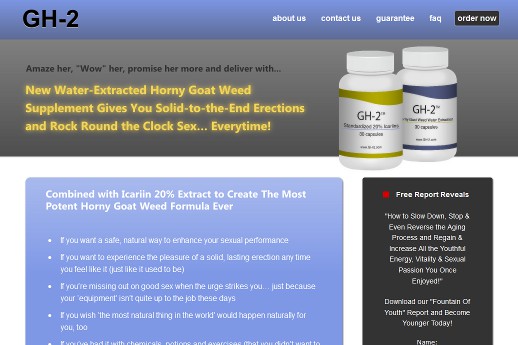 GH-2
about us contact us guarantee faq order now
Amaze her, "Wow" her, promise her more and deliver with...
New Water-Extracted Horny Goat Weed
Supplement Gives You Solid-to-the-End Erections
and Rock Round the Clock Sex... Everytime!
GH-2™
Standardized 20% Icariin
30 capsules
GH-2™
Horny Goat Weed Water Extraction
30 capsules
Combined with Icariin 20% Extract to Create The Most
Potent Horny Goat Weed Formula Ever
If you want a safe, natural way to enhance your sexual performance
If you want to experience the pleasure of a solid, lasting erection any time
you feel like it (just like it used to be)
If you're missing out on good sex when the urge strikes you... just because
your 'equipment' isn't quite up to the job these days
If you wish 'the most natural thing in the world' would happen naturally for
you, too
If you've had it with chemicals, potions and exercises (that you didn't want to
Free Report Reveals
"How to Slow Down, Stop &
Even Reverse the Aging
Process and Regain &
Increase All the Youthful
Energy, Vitality & Sexual
Passion You Once
Enjoyed!"
Download our "Fountain Of
Youth" Report and Become
Younger Today!
Name: